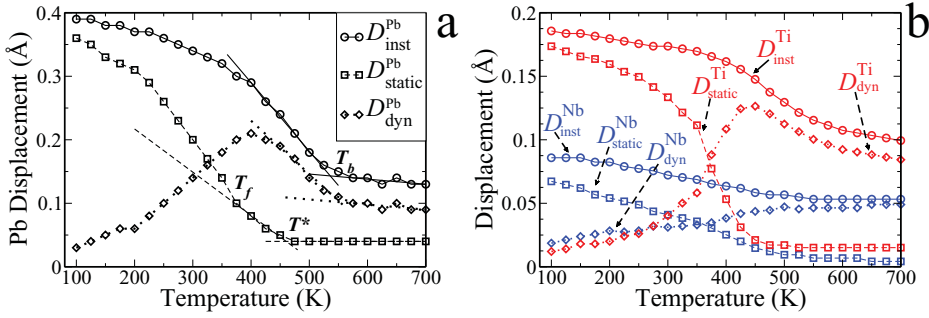 a
Pb Displacement (Å)
0.4
0.3
0.2
0.1
0
D^Pb_inst
D^Pb_static
D^Pb_dyn
T_b
T_f
T*
100 200 300 400 500 600 700
Temperature (K)
b
Displacement (Å)
0.2
0.15
0.1
0.05
0
D^Ti_inst
D^Ti_static
D^Ti_dyn
D^Nb_inst
D^Nb_static
D^Nb_dyn
100 200 300 400 500 600 700
Temperature (K)